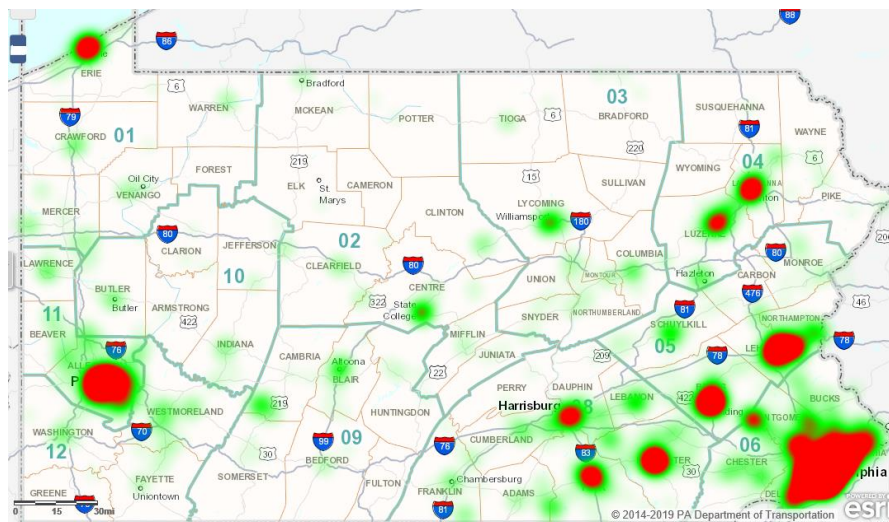 88
86
ERIE
6
WARREN
Bradford
MCKEAN
POTTER
TIOGA
6
03
BRADFORD
SUSQUEHANNA
WAYNE
79
01
CRAWFORD
81
04
WYOMING
6
FOREST
219
220
Oil City
VENANGO
ELK
St.
Marys
CAMERON
15
SULLIVAN
PIKE
MERCER
LYCOMING
Williamsport
180
CLINTON
80
02
CLARION
JEFFERSON
COLUMBIA
80
LAWRENCE
CLEARFIELD
80
CENTRE
UNION
MONTOUR
Hazleton
CARBON
MONROE
10
BUTLER
Butler
ARMSTRONG
322
State
College
476
46
11
422
SNYDER
NORTHUMBERLAND
81
SCHUYLKILL
NORTHAMPTON
BEAVER
76
INDIANA
MIFFLIN
05
78
78
CAMBRIA
Altoona
BLAIR
JUNIATA
209
22
PERRY
DAUPHIN
422
BUCKS
219
HUNTINGDON
Harrisburg
LEBANON
WESTMORELAND
WASHINGTON
70
99
09
76
CUMBERLAND
06
12
30
BEDFORD
83
30
CHESTER
FAYETTE
SOMERSET
FULTON
Chambersburg
GREENE
Uniontown
FRANKLIN
81
ADAMS
15 30mi
© 2014-2019 PA Department of Transportation
POWERED BY
esri